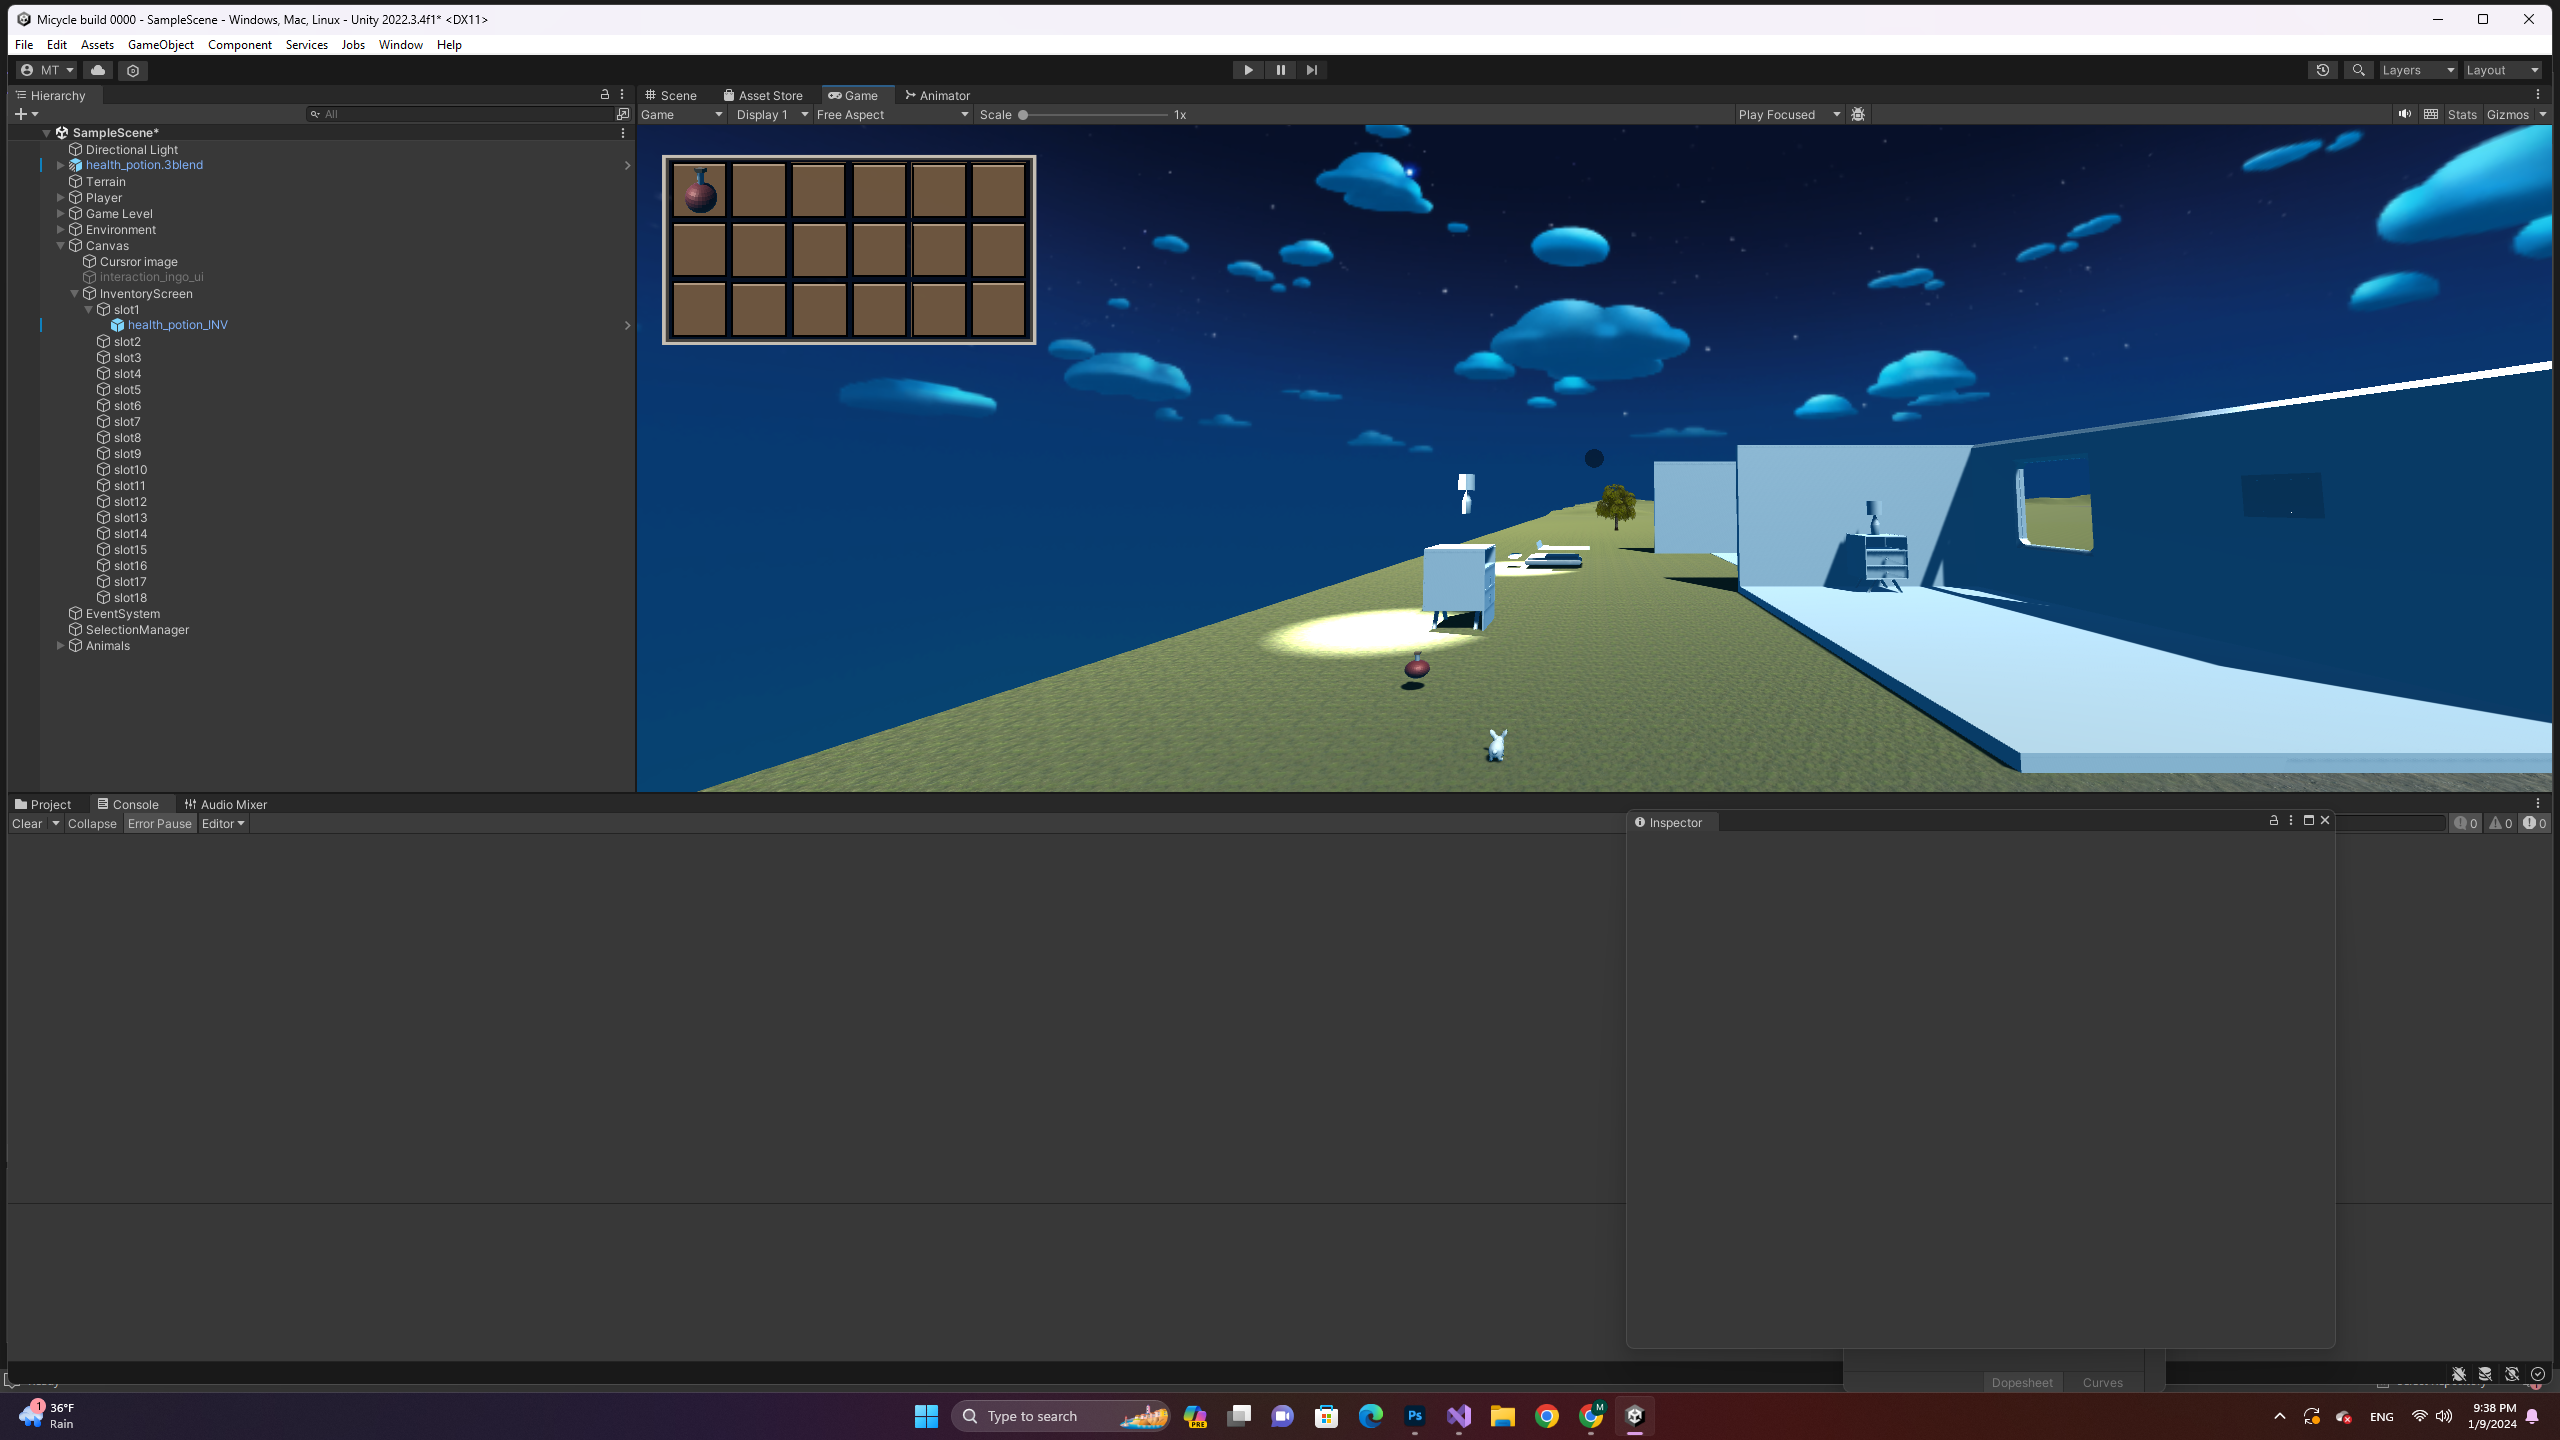 Micycle build 0000 - SampleScene - Windows, Mac, Linux - Unity 2022.3.4f1* <DX11>
File Edit Assets GameObject Component Services Jobs Window Help
MT Layers Layout
Hierarchy
All
SampleScene*
Directional Light
health_potion.3blend
Terrain
Player
Game Level
Environment
Canvas
Cursror image
interaction_ingo_ui
InventoryScreen
slot1
health_potion_INV
slot2
slot3
slot4
slot5
slot6
slot7
slot8
slot9
slot10
slot11
slot12
slot13
slot14
slot15
slot16
slot17
slot18
EventSystem
SelectionManager
Animals
Scene Asset Store Game Animator
Game Display 1 Free Aspect Scale 1x Play Focused Stats Gizmos
Project Console Audio Mixer
Clear Collapse Error Pause Editor 0 0 0
Inspector
Dopesheet Curves
1 36°F
Rain
Type to search
PRE
Ps
M
ENG
9:38 PM
1/9/2024